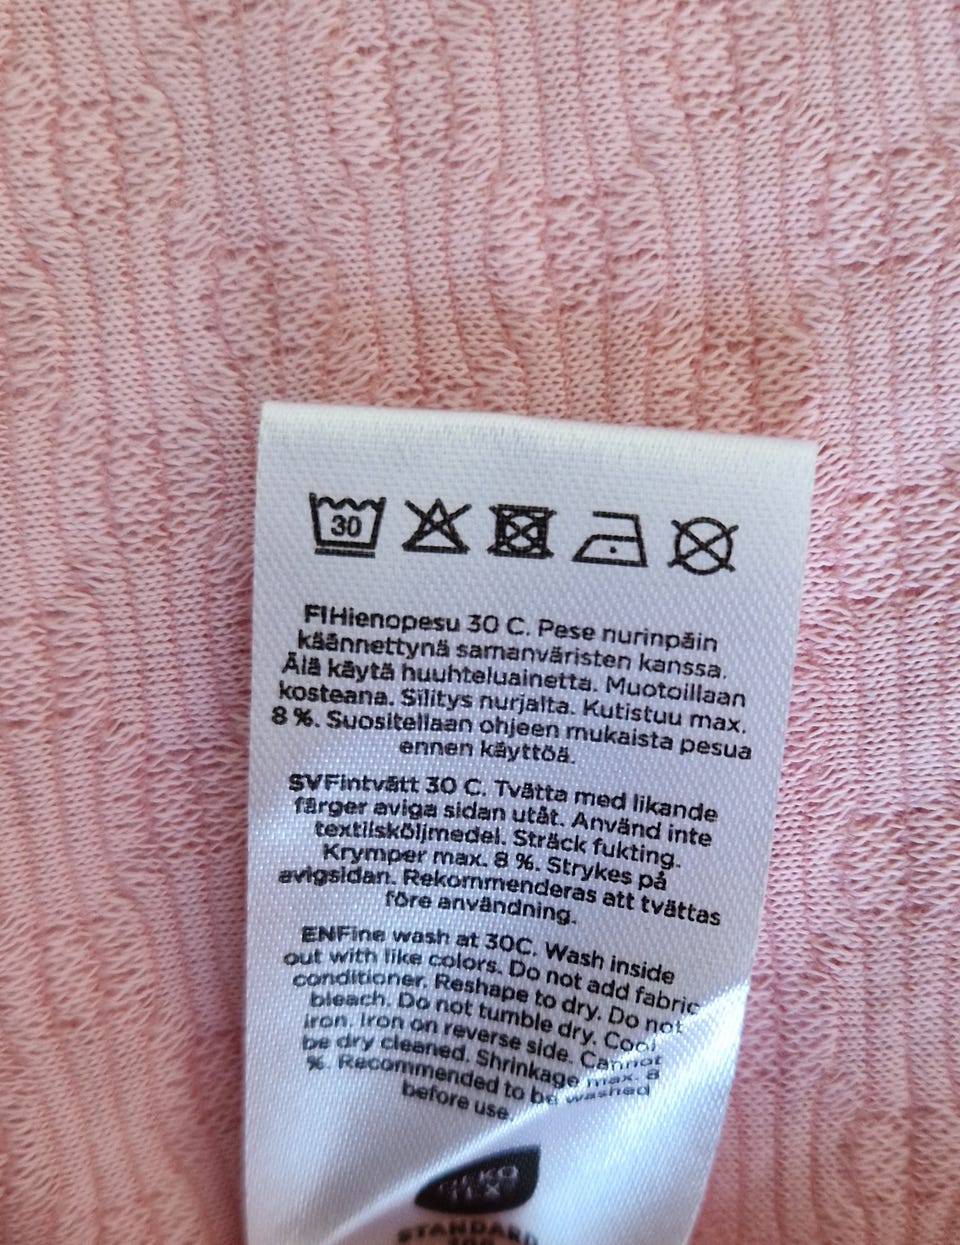 30
FIHienopesu 30 C. Pese nurinpäin
käännettynä samanväristen kanssa.
Älä käytä huuhteluainetta. Muotoillaan
kosteana. Silitys nurjalta. Kutistuu max.
8 %. Suositellaan ohjeen mukaista pesua
ennen käyttöä.
SVFintvätt 30 C. Tvätta med likande
färger aviga sidan utåt. Använd inte
textilsköljmedel. Sträck fukting.
Krymper max. 8 %. Strykes på
avigsidan. Rekommenderas att tvättas
före användning.
ENFine wash at 30C. Wash inside
out with like colors. Do not add fabric
conditioner. Reshape to dry. Do not
bleach. Do not tumble dry. Cool
iron. Iron on reverse side. Cannot
be dry cleaned. Shrinkage max. 8
%. Recommended to be washed
before use.
OEKO
TEX
STANDARD
100